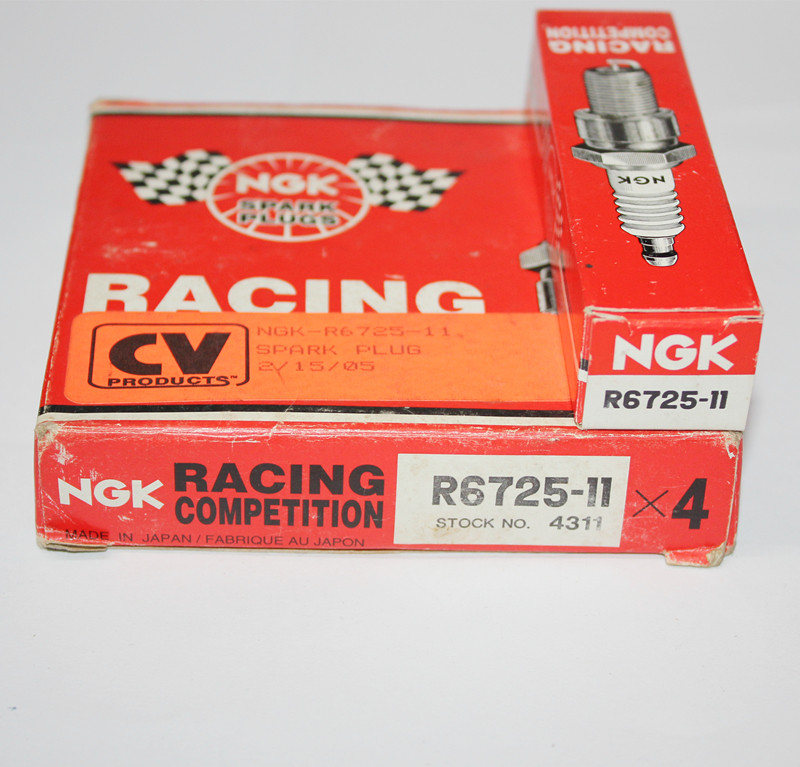 RACING
COMPETITION
NGK
NGK
SPARK
PLUGS
RACING
CV
PRODUCTS™
NGK-R6725-11
SPARK PLUG
2/15/05
NGK
R6725-11
NGK
RACING
COMPETITION
R6725-11
STOCK NO. 4311
×4
MADE IN JAPAN / FABRIQUE AU JAPON